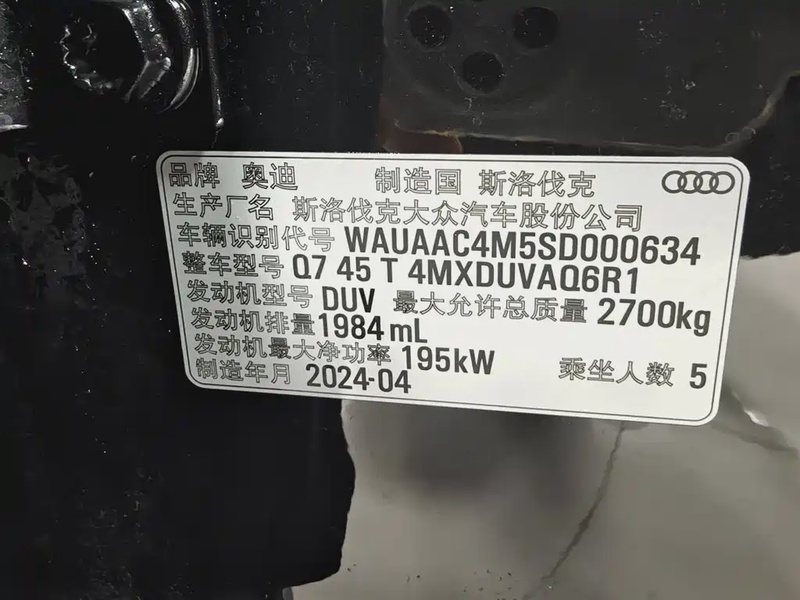 品牌 奥迪 制造国 斯洛伐克
生产厂名 斯洛伐克大众汽车股份公司
车辆识别代号 WAUAAC4M5SD000634
整车型号 Q7 45 T 4MXDUVAQ6R1
发动机型号 DUV 最大允许总质量 2700kg
发动机排量 1984 mL
发动机最大净功率 195kW
制造年月 2024-04 乘坐人数 5